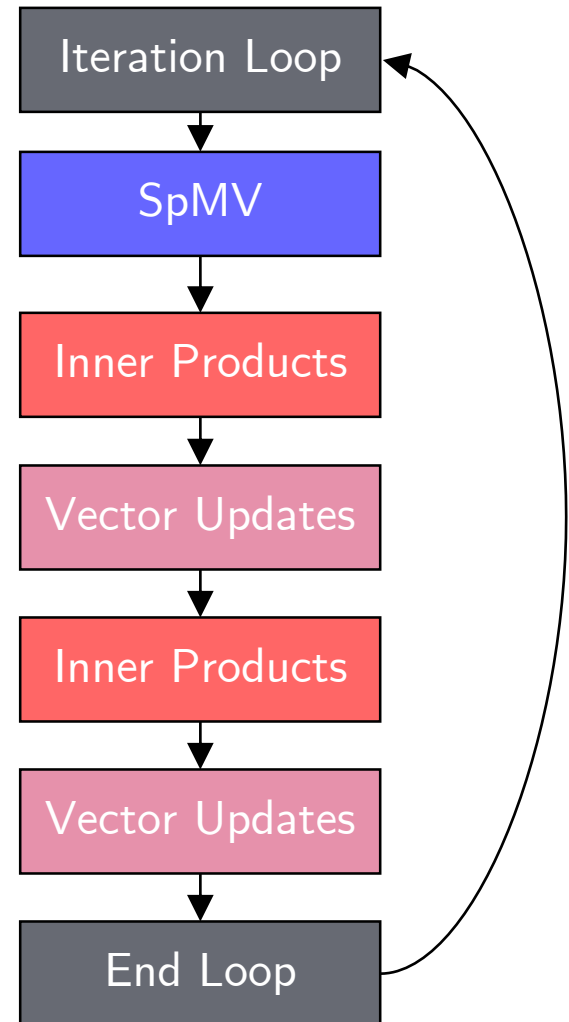 Iteration Loop
SpMV
Inner Products
Vector Updates
Inner Products
Vector Updates
End Loop